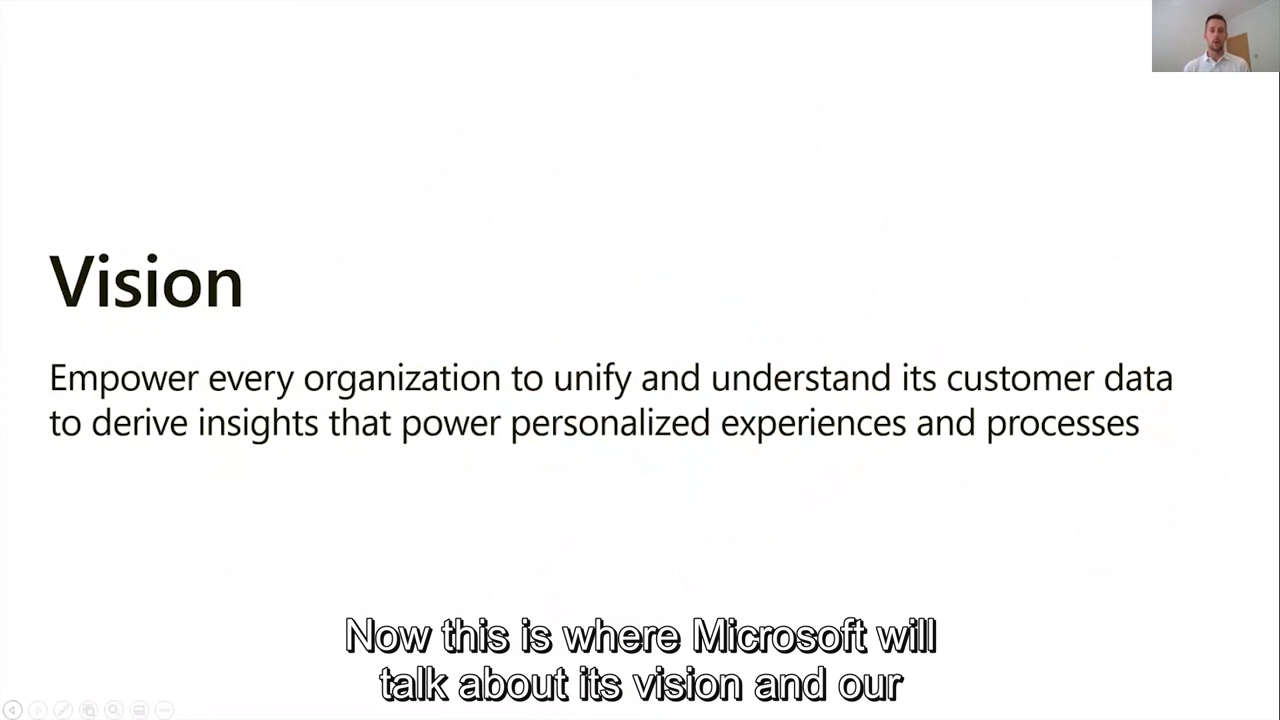 Vision
Empower every organization to unify and understand its customer data
to derive insights that power personalized experiences and processes
Now this is where Microsoft will
talk about its vision and our